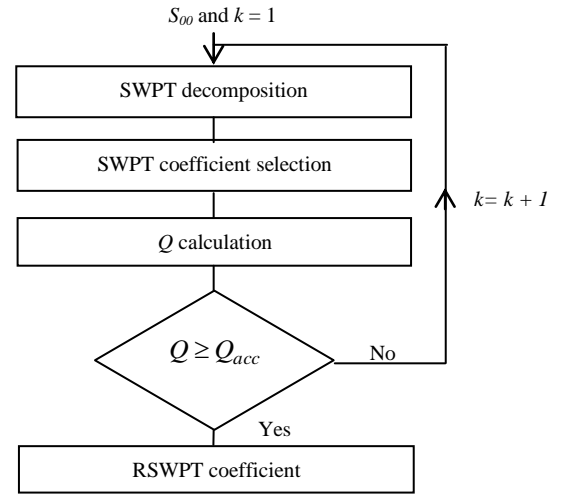 S00 and k = 1
SWPT decomposition
SWPT coefficient selection
k= k + 1
Q calculation
Q ≥ Qacc
No
Yes
RSWPT coefficient